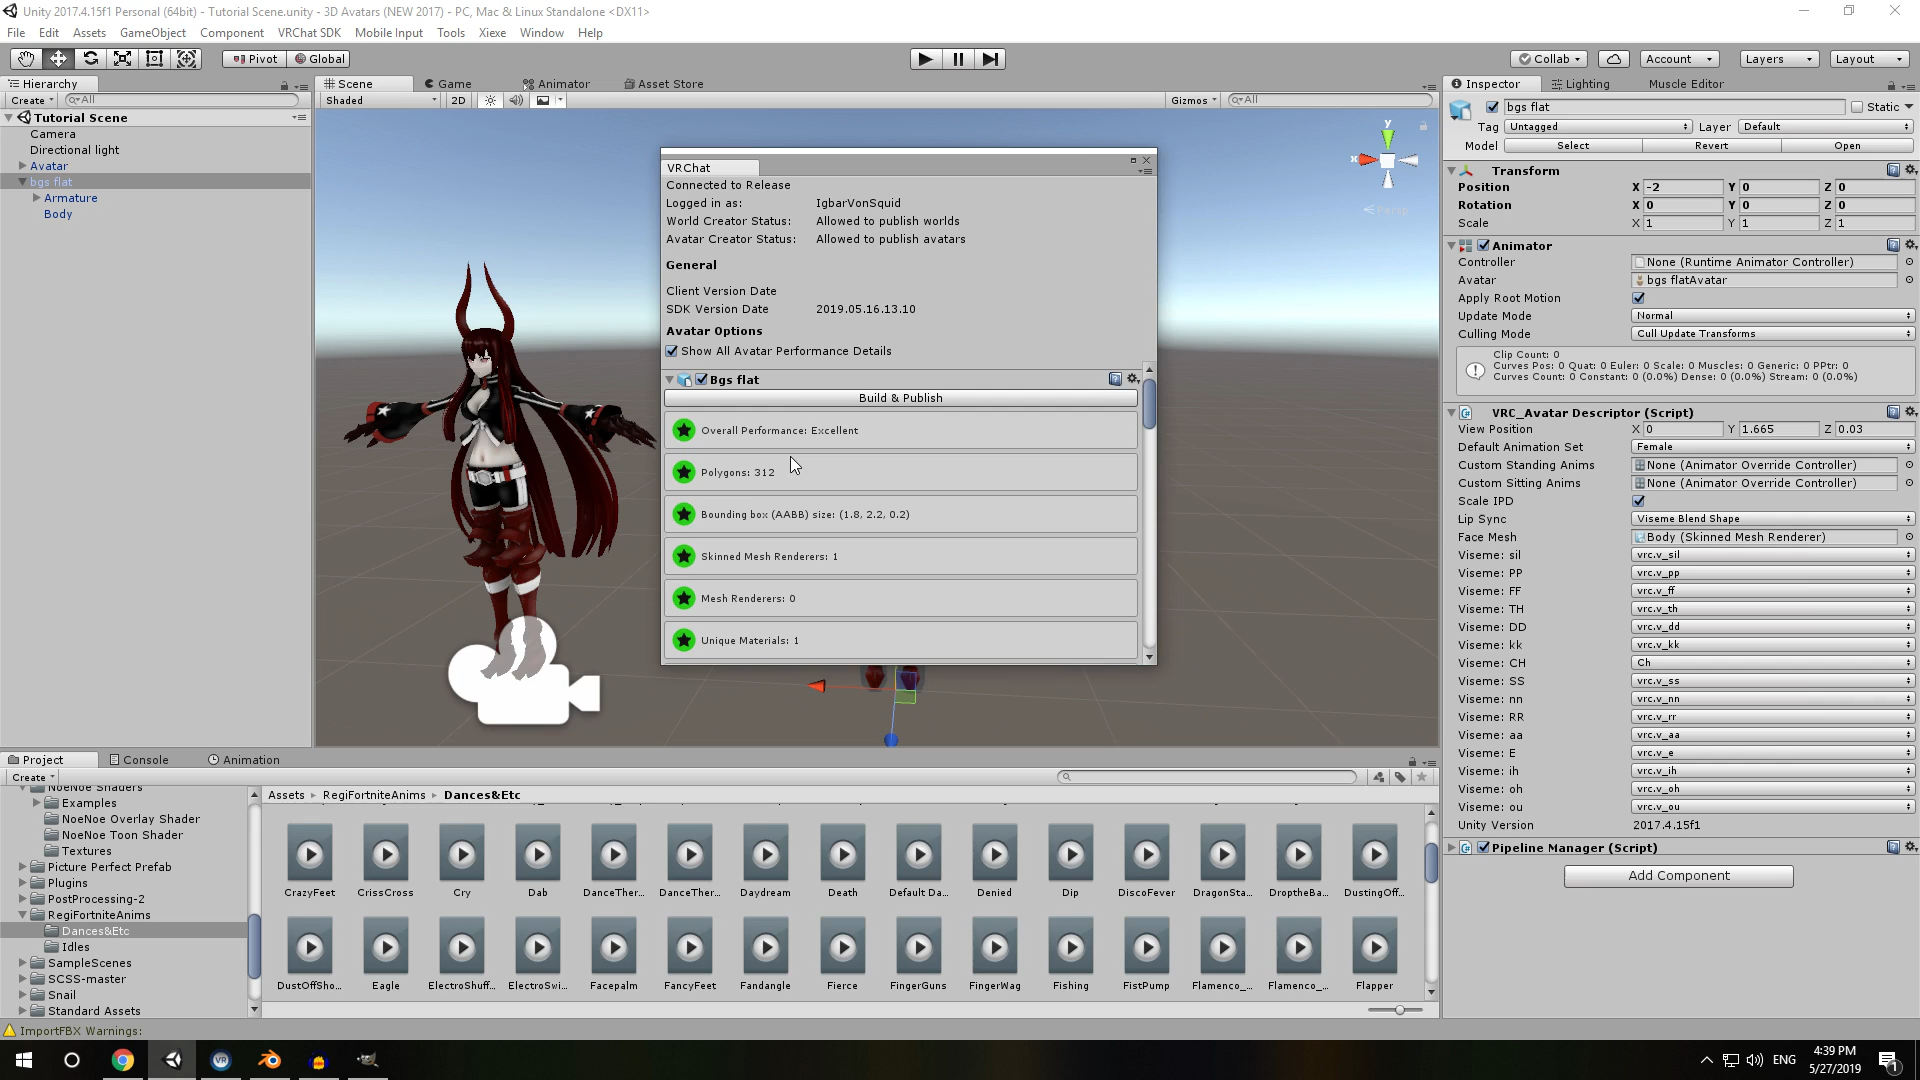 Unity 2017.4.15f1 Personal (64bit) - Tutorial Scene.unity - 3D Avatars (NEW 2017) - PC, Mac & Linux Standalone <DX11>
File Edit Assets GameObject Component VRChat SDK Mobile Input Tools Xiexe Window Help
Pivot Global Collab Account Layers Layout
Hierarchy
Create All
Tutorial Scene
Camera
Directional light
Avatar
bgs flat
Armature
Body
Scene Game Animator Asset Store
Shaded 2D Gizmos All
y
x
Persp
VRChat
Connected to Release
Logged in as: IgbarVonSquid
World Creator Status: Allowed to publish worlds
Avatar Creator Status: Allowed to publish avatars
General
Client Version Date
SDK Version Date 2019.05.16.13.10
Avatar Options
Show All Avatar Performance Details
Bgs flat
Build & Publish
Overall Performance: Excellent
Polygons: 312
Bounding box (AABB) size: (1.8, 2.2, 0.2)
Skinned Mesh Renderers: 1
Mesh Renderers: 0
Unique Materials: 1
Inspector Lighting Muscle Editor
bgs flat Static
Tag Untagged Layer Default
Model Select Revert Open
Transform
Position X -2 Y 0 Z 0
Rotation X 0 Y 0 Z 0
Scale X 1 Y 1 Z 1
Animator
Controller None (Runtime Animator Controller)
Avatar bgs flatAvatar
Apply Root Motion
Update Mode Normal
Culling Mode Cull Update Transforms
Clip Count: 0
Curves Pos: 0 Quat: 0 Euler: 0 Scale: 0 Muscles: 0 Generic: 0 PPtr: 0
Curves Count: 0 Constant: 0 (0.0%) Dense: 0 (0.0%) Stream: 0 (0.0%)
VRC_Avatar Descriptor (Script)
View Position X 0 Y 1.665 Z 0.03
Default Animation Set Female
Custom Standing Anims None (Animator Override Controller)
Custom Sitting Anims None (Animator Override Controller)
Scale IPD
Lip Sync Viseme Blend Shape
Face Mesh Body (Skinned Mesh Renderer)
Viseme: sil vrc.v_sil
Viseme: PP vrc.v_pp
Viseme: FF vrc.v_ff
Viseme: TH vrc.v_th
Viseme: DD vrc.v_dd
Viseme: kk vrc.v_kk
Viseme: CH Ch
Viseme: SS vrc.v_ss
Viseme: nn vrc.v_nn
Viseme: RR vrc.v_rr
Viseme: aa vrc.v_aa
Viseme: E vrc.v_e
Viseme: ih vrc.v_ih
Viseme: oh vrc.v_oh
Viseme: ou vrc.v_ou
Unity Version 2017.4.15f1
Pipeline Manager (Script)
Add Component
Project Console Animation
Create
NoeNoe Shaders
Examples
NoeNoe Overlay Shader
NoeNoe Toon Shader
Textures
Picture Perfect Prefab
Plugins
PostProcessing-2
RegiFortniteAnims
Dances&Etc
Idles
SampleScenes
SCSS-master
Snail
Standard Assets
Assets RegiFortniteAnims Dances&Etc
CrazyFeet CrissCross Cry Dab DanceTher... DanceTher... Daydream Death Default Da... Denied Dip DiscoFever DragonSta... DroptheBa... DustingOff...
DustOffSho... Eagle ElectroShuff... ElectroSwi... Facepalm FancyFeet Fandangle Fierce FingerGuns FingerWag Fishing FistPump Flamenco_... Flamenco_... Flapper
ImportFBX Warnings:
VR
ENG
4:39 PM
5/27/2019
1